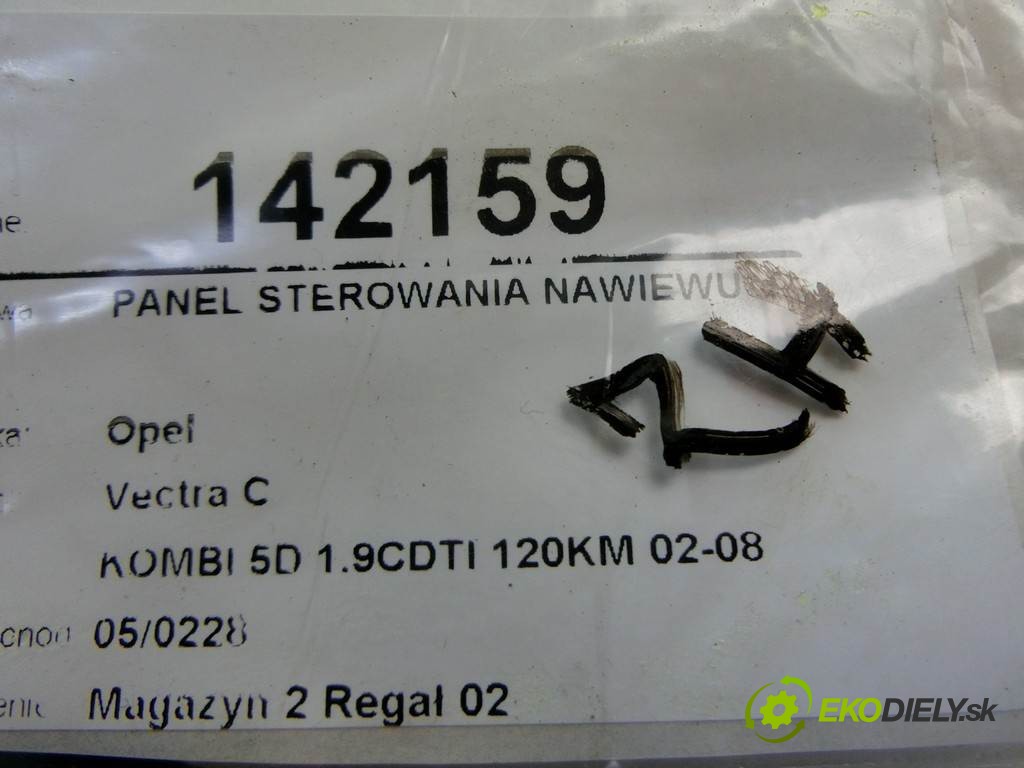 142159
PANEL STEROWANIA NAWIEWU
Opel
Vectra C
KOMBI 5D 1.9CDTI 120KM 02-08
05/0228
Magazyn 2 Regał 02
EKODIELY.sk